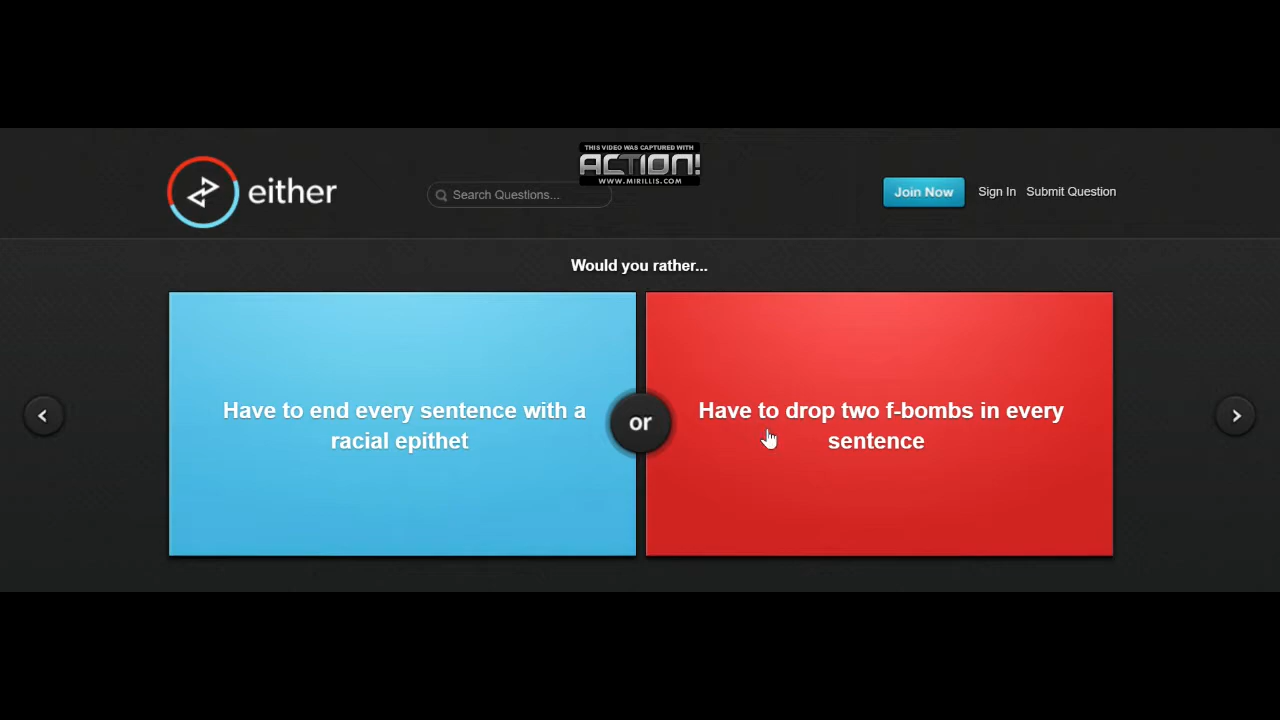 THIS VIDEO WAS CAPTURED WITH
ACTION!
WWW.MIRILLIS.COM
either
Search Questions...
Join Now
Sign In
Submit Question
Would you rather...
Have to end every sentence with a
racial epithet
or
Have to drop two f-bombs in every
sentence